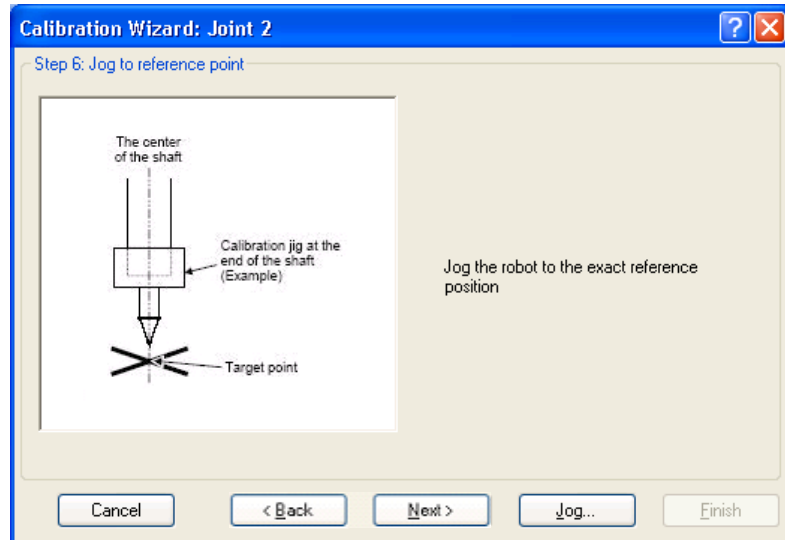 Calibration Wizard: Joint 2
Step 6: Jog to reference point
The center
of the shaft
Calibration jig at the
end of the shaft
(Example)
Target point
Jog the robot to the exact reference
position
Cancel
< Back
Next >
Jog...
Finish